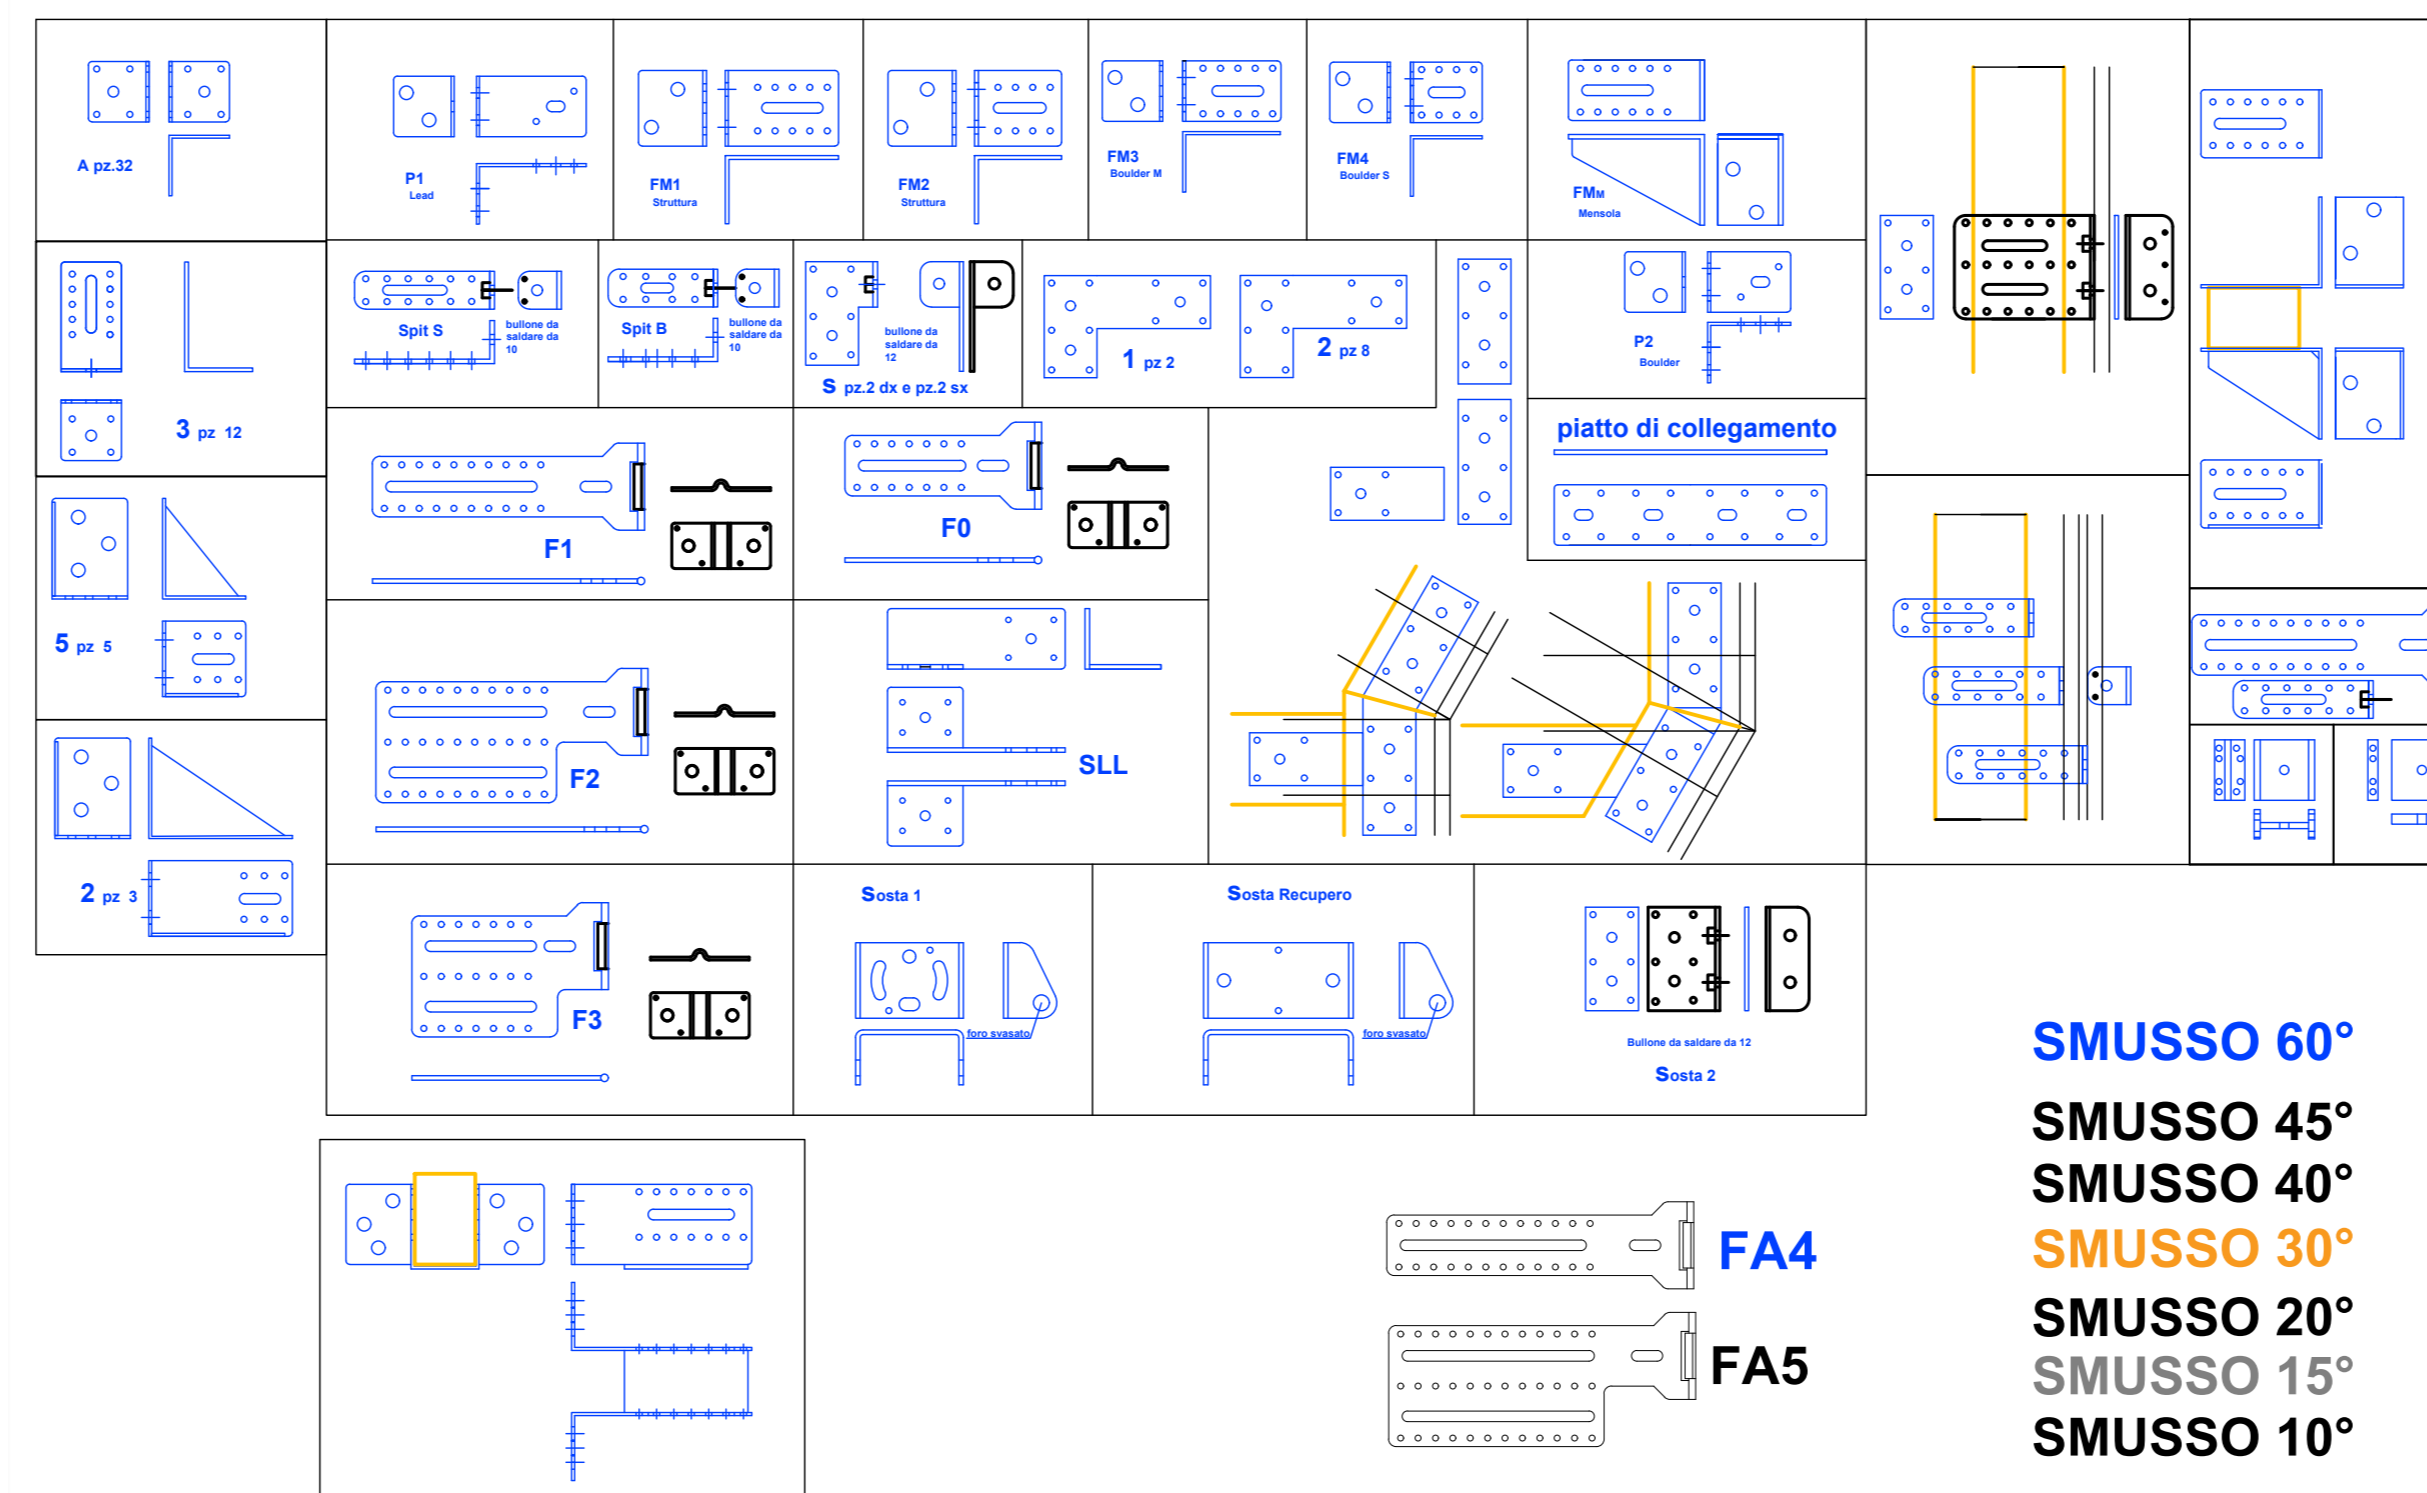 A pz.32
P1
Lead
FM1
Struttura
FM2
Struttura
FM3
Boulder M
FM4
Boulder S
FMM
Mensola
3 pz 12
Spit S
bullone da
saldare da
10
Spit B
bullone da
saldare da
10
bullone da
saldare da
12
S pz.2 dx e pz.2 sx
1 pz 2
2 pz 8
P2
Boulder
piatto di collegamento
F1
F0
5 pz 5
F2
SLL
2 pz 3
F3
Sosta 1
foro svasato
Sosta Recupero
foro svasato
Bullone da saldare da 12
Sosta 2
FA4
FA5
SMUSSO 60°
SMUSSO 45°
SMUSSO 40°
SMUSSO 30°
SMUSSO 20°
SMUSSO 15°
SMUSSO 10°